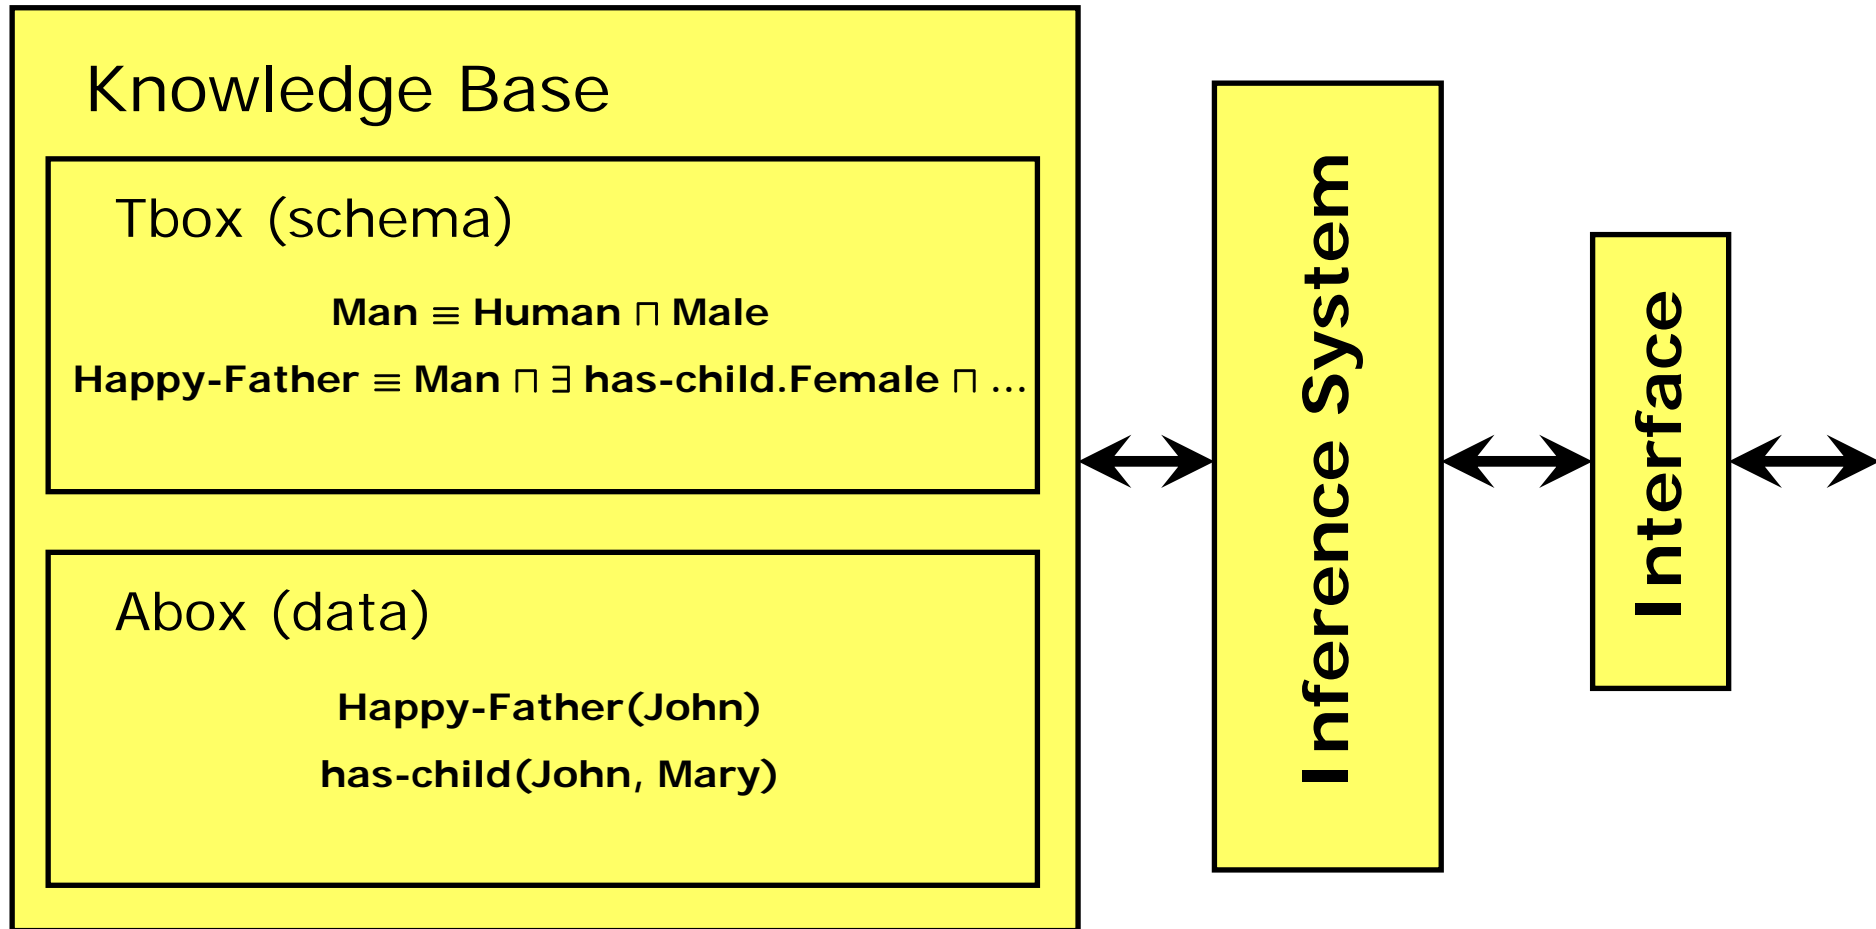 Knowledge Base
Tbox (schema)
Man ≡ Human ⊓ Male
Happy-Father ≡ Man ⊓ ∃ has-child.Female ⊓ ...
Abox (data)
Happy-Father(John)
has-child(John, Mary)
Inference System
Interface